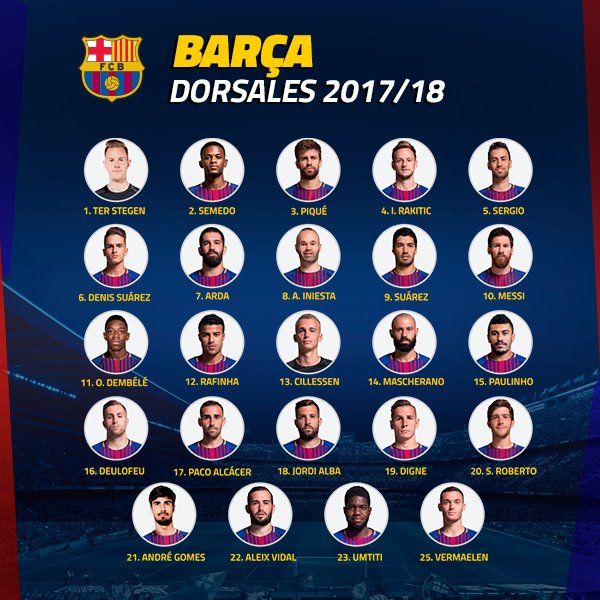 FCB
BARÇA
DORSALES 2017/18
1. TER STEGEN
2. SEMEDO
3. PIQUÉ
4. I. RAKITIC
5. SERGIO
6. DENIS SUÁREZ
7. ARDA
8. A. INIESTA
9. SUÁREZ
10. MESSI
11. O. DEMBÉLÉ
12. RAFINHA
13. CILLESSEN
14. MASCHERANO
15. PAULINHO
16. DEULOFEU
17. PACO ALCÁCER
18. JORDI ALBA
19. DIGNE
20. S. ROBERTO
21. ANDRÉ GOMES
22. ALEIX VIDAL
23. UMTITI
25. VERMAELEN